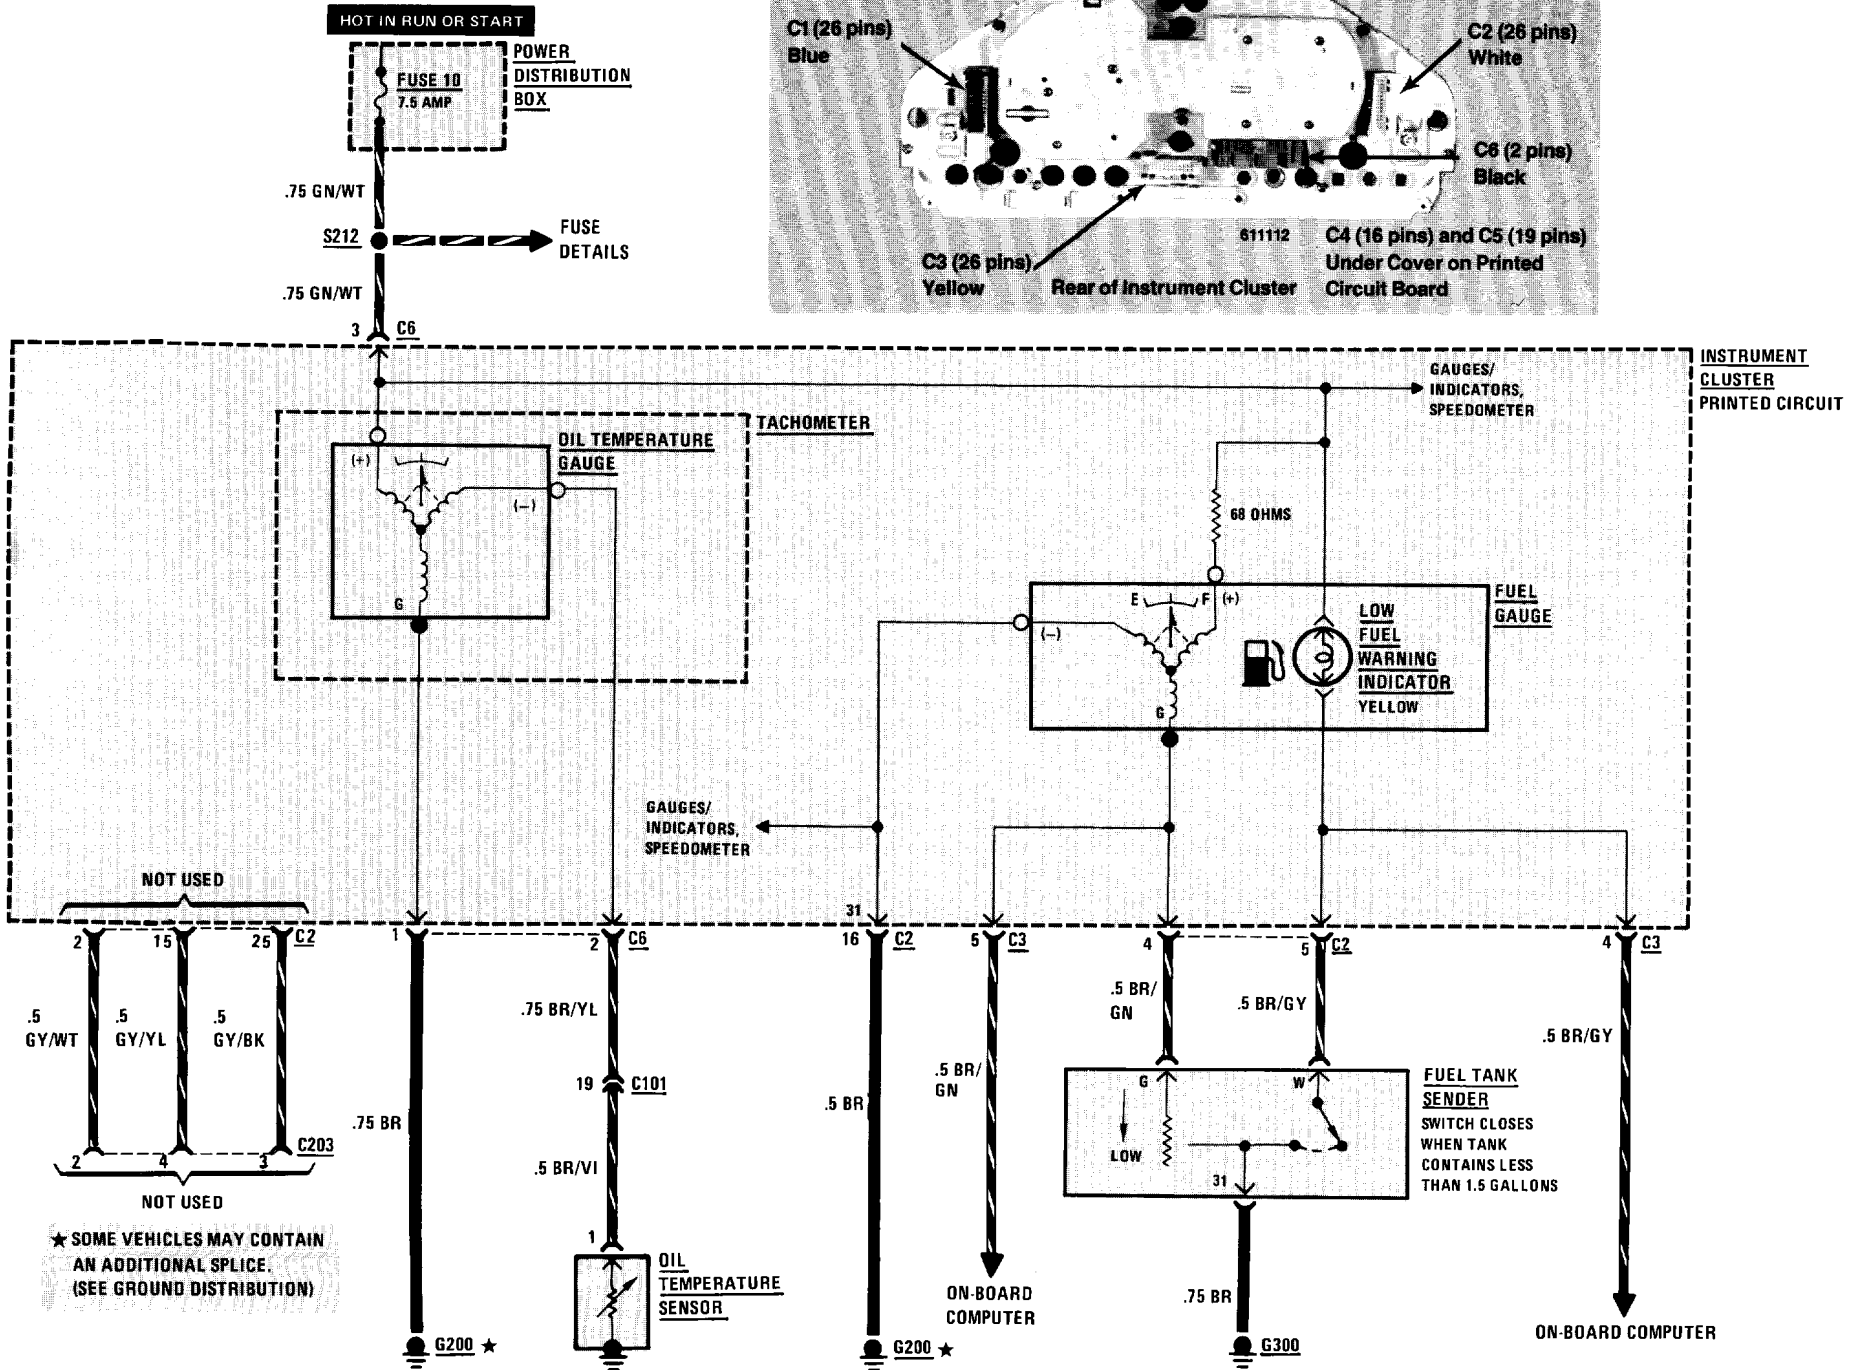 HOT IN RUN OR START
POWER
DISTRIBUTION
BOX
FUSE 10
7.5 AMP
.75 GN/WT
S212
FUSE
DETAILS
.75 GN/WT
3
C6
C1 (26 pins)
Blue
C2 (26 pins)
White
C6 (2 pins)
Black
C3 (26 pins)
Yellow
611112
Rear of Instrument Cluster
C4 (16 pins) and C5 (19 pins)
Under Cover on Printed
Circuit Board
INSTRUMENT
CLUSTER
PRINTED CIRCUIT
GAUGES/
INDICATORS,
SPEEDOMETER
TACHOMETER
OIL TEMPERATURE
GAUGE
(+)
(−)
G
68 OHMS
FUEL
GAUGE
E
F
(+)
(−)
G
LOW
FUEL
WARNING
INDICATOR
YELLOW
GAUGES/
INDICATORS,
SPEEDOMETER
NOT USED
31
2
15
25
C2
1
2
C6
16
C2
5
C3
4
5
C2
4
C3
.5
GY/WT
.5
GY/YL
.5
GY/BK
.75 BR/YL
.5 BR/
GN
.5 BR/GY
.5 BR/GY
19
C101
.5 BR/
GN
.5 BR
.75 BR
2
4
3
C203
NOT USED
.5 BR/VI
G
W
LOW
31
FUEL TANK
SENDER
SWITCH CLOSES
WHEN TANK
CONTAINS LESS
THAN 1.5 GALLONS
★ SOME VEHICLES MAY CONTAIN
AN ADDITIONAL SPLICE.
(SEE GROUND DISTRIBUTION)
1
OIL
TEMPERATURE
SENSOR
ON-BOARD
COMPUTER
.75 BR
ON-BOARD COMPUTER
G200 ★
G200 ★
G300